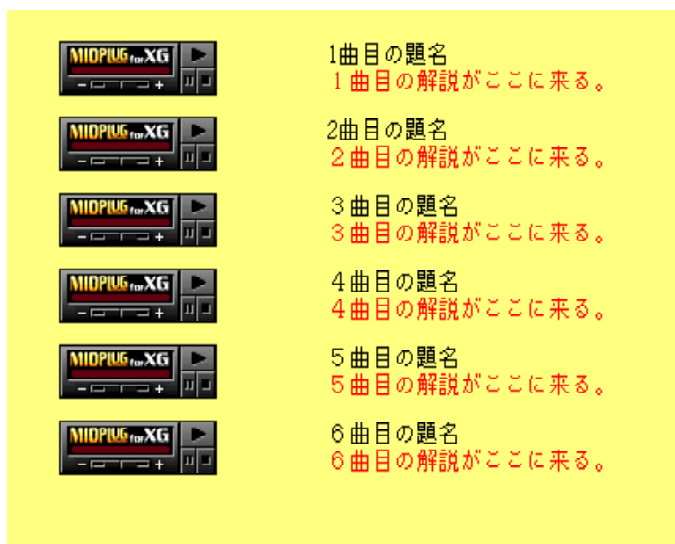 MIDPLUG for XG
1曲目の題名
1曲目の解説がここに来る。
MIDPLUG for XG
2曲目の題名
2曲目の解説がここに来る。
MIDPLUG for XG
3曲目の題名
3曲目の解説がここに来る。
MIDPLUG for XG
4曲目の題名
4曲目の解説がここに来る。
MIDPLUG for XG
5曲目の題名
5曲目の解説がここに来る。
MIDPLUG for XG
6曲目の題名
6曲目の解説がここに来る。